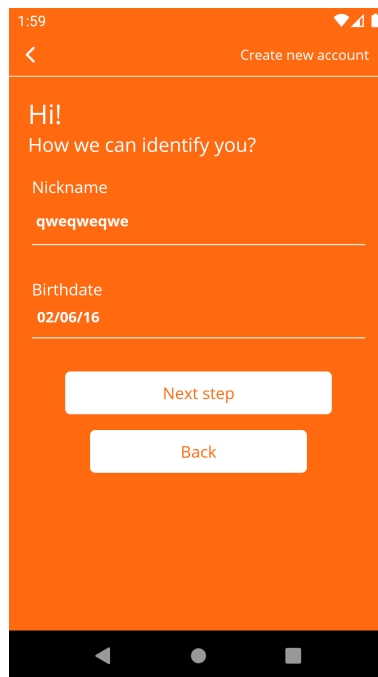 1:59
Create new account
Hi!
How we can identify you?
Nickname
qweqweqwe
Birthdate
02/06/16
Next step
Back